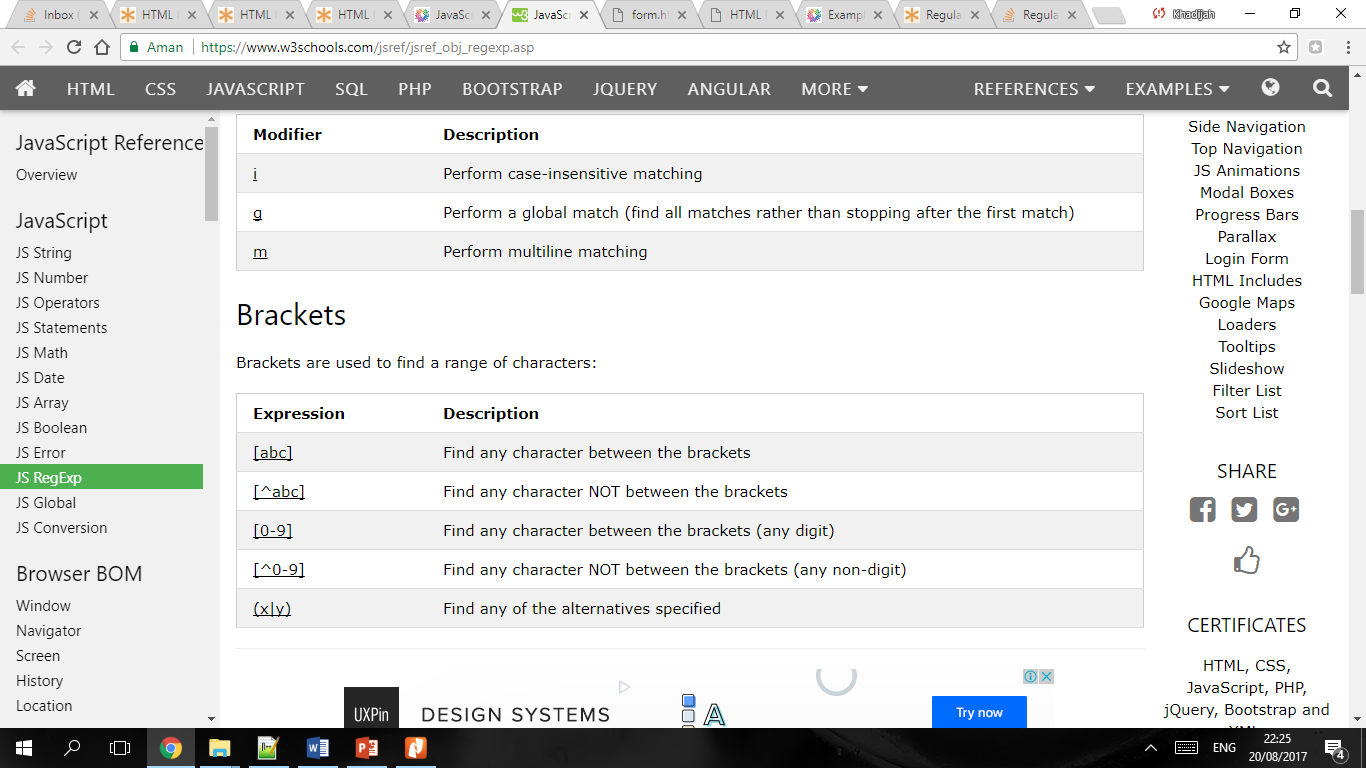 Inbox (
HTML
HTML
HTML
JavaSc
JavaSc
form.h
HTML
Exampl
Regula
Regula
Khadijah
Aman
https://www.w3schools.com/jsref/jsref_obj_regexp.asp
HTML CSS JAVASCRIPT SQL PHP BOOTSTRAP JQUERY ANGULAR MORE REFERENCES EXAMPLES
JavaScript Reference
Overview
JavaScript
JS String
JS Number
JS Operators
JS Statements
JS Math
JS Date
JS Array
JS Boolean
JS Error
JS RegExp
JS Global
JS Conversion
Browser BOM
Window
Navigator
Screen
History
Location
Modifier Description
i Perform case-insensitive matching
g Perform a global match (find all matches rather than stopping after the first match)
m Perform multiline matching
Brackets
Brackets are used to find a range of characters:
Expression Description
[abc] Find any character between the brackets
[^abc] Find any character NOT between the brackets
[0-9] Find any character between the brackets (any digit)
[^0-9] Find any character NOT between the brackets (any non-digit)
(x|y) Find any of the alternatives specified
UXPin DESIGN SYSTEMS A Try now
Side Navigation
Top Navigation
JS Animations
Modal Boxes
Progress Bars
Parallax
Login Form
HTML Includes
Google Maps
Loaders
Tooltips
Slideshow
Filter List
Sort List
SHARE
CERTIFICATES
HTML, CSS,
JavaScript, PHP,
jQuery, Bootstrap and
ENG
22:25
20/08/2017
4